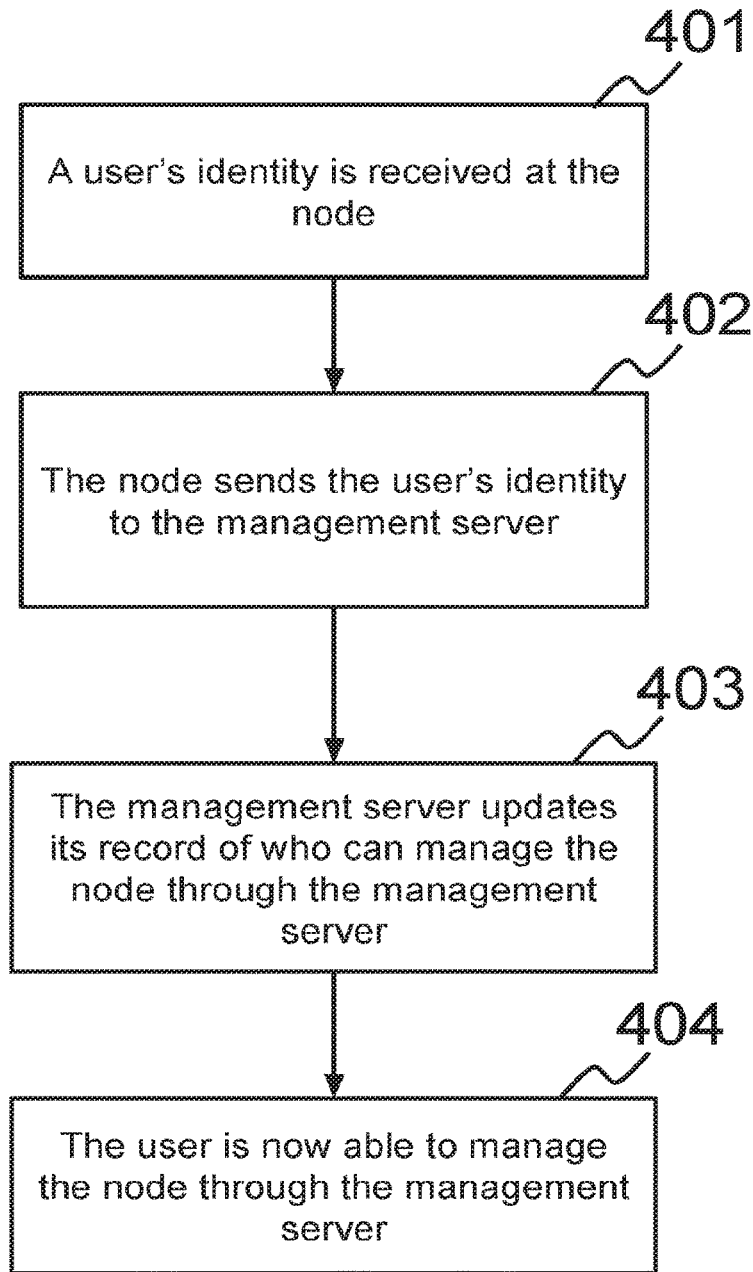 401
A user's identity is received at the
node
402
The node sends the user's identity
to the management server
403
The management server updates
its record of who can manage the
node through the management
server
404
The user is now able to manage
the node through the management
server